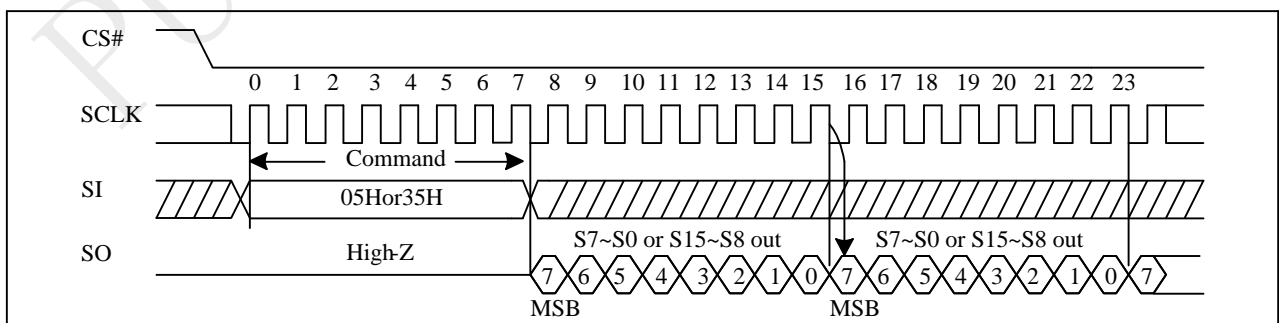 CS#
0 1 2 3 4 5 6 7 8 9 10 11 12 13 14 15 16 17 18 19 20 21 22 23
SCLK
Command
SI
05Hor35H
SO
High-Z
S7~S0 or S15~S8 out
S7~S0 or S15~S8 out
7 6 5 4 3 2 1 0 7 6 5 4 3 2 1 0 7
MSB
MSB